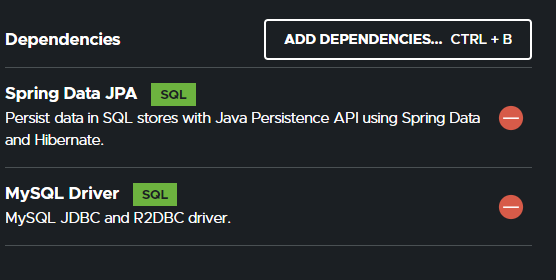 Dependencies
ADD DEPENDENCIES... CTRL + B
Spring Data JPA SQL
Persist data in SQL stores with Java Persistence API using Spring Data
and Hibernate.
MySQL Driver SQL
MySQL JDBC and R2DBC driver.